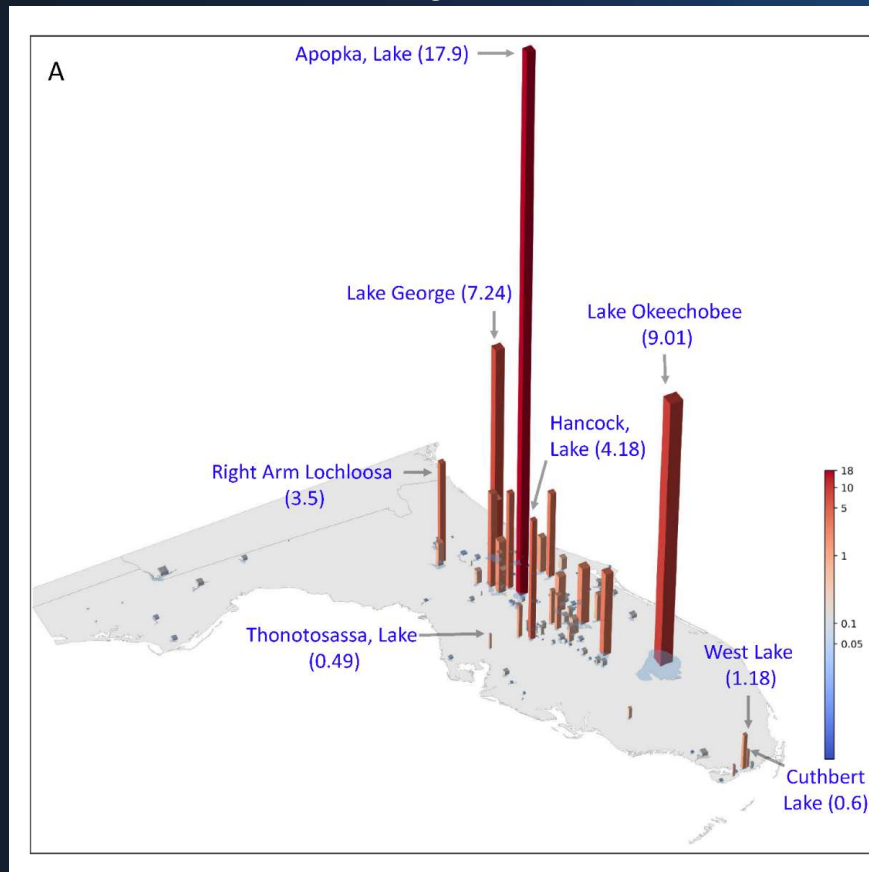 A
Apopka, Lake (17.9)
Lake George (7.24)
Lake Okeechobee
(9.01)
Hancock,
Lake (4.18)
Right Arm Lochloosa
(3.5)
18
10
5
1
0.1
0.05
Thonotosassa, Lake
(0.49)
West Lake
(1.18)
Cuthbert
Lake (0.6)